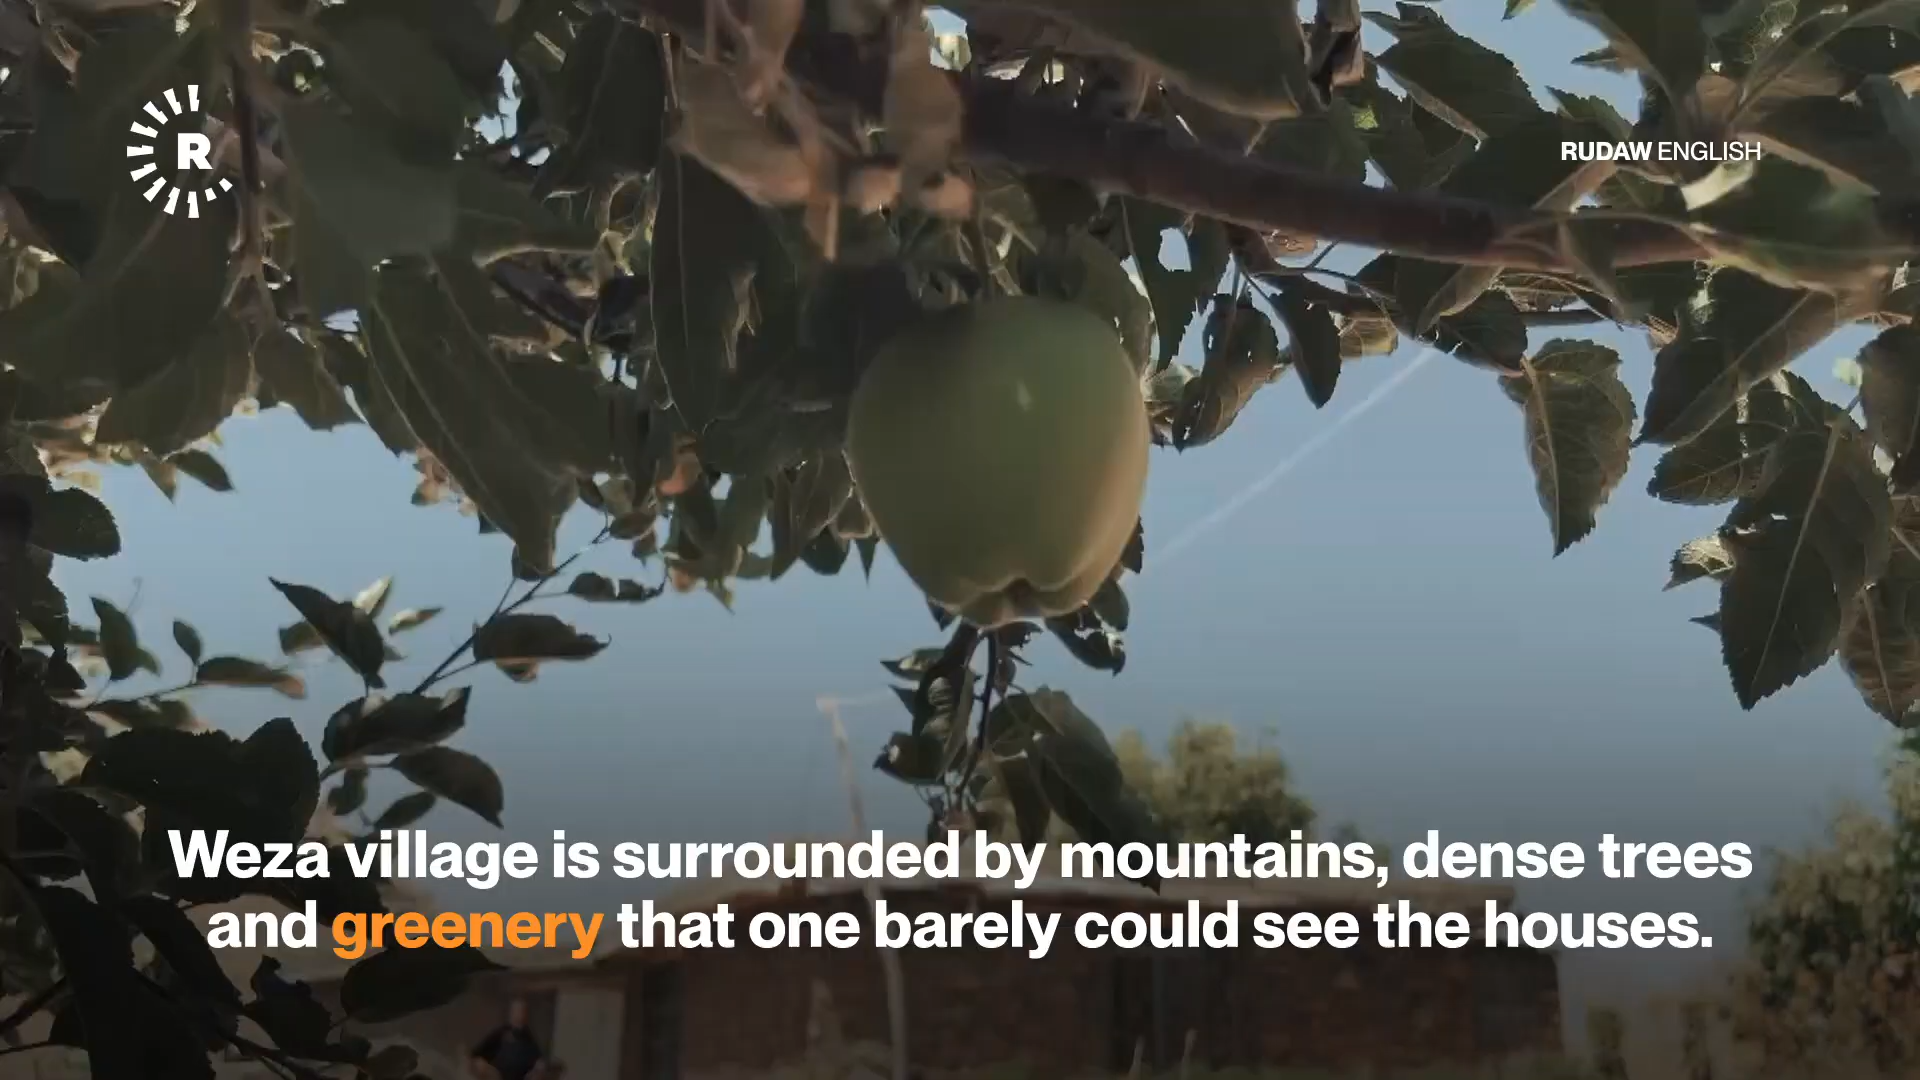 R
RUDAW ENGLISH
Weza village is surrounded by mountains, dense trees
and greenery that one barely could see the houses.